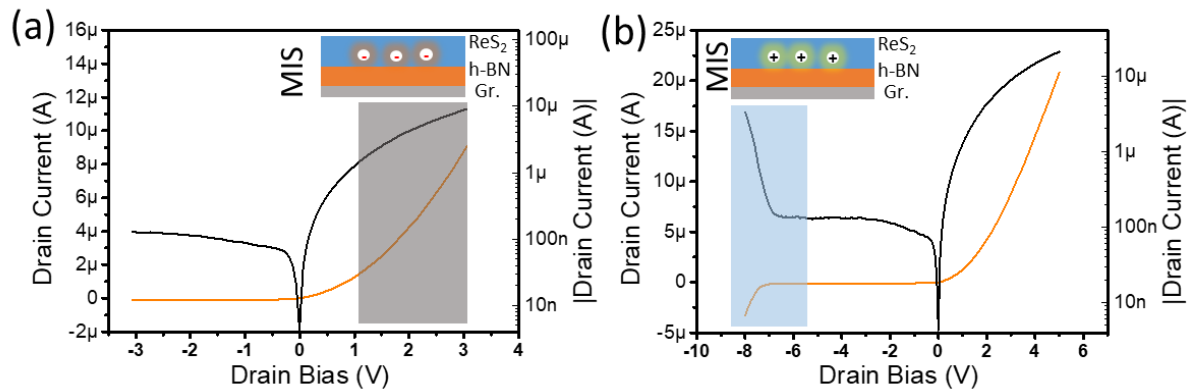 (a)
16μ
14μ
12μ
10μ
8μ
6μ
4μ
2μ
0
-2μ
Drain Current (A)
-3
-2
-1
0
1
2
3
4
Drain Bias (V)
100μ
10μ
1μ
100n
10n
|Drain Current (A)|
MIS
ReS₂
h-BN
Gr.
- - -
(b)
25μ
20μ
15μ
10μ
5μ
0
-5μ
Drain Current (A)
-10
-8
-6
-4
-2
0
2
4
6
Drain Bias (V)
10μ
1μ
100n
10n
|Drain Current (A)|
MIS
ReS₂
h-BN
Gr.
+ + +